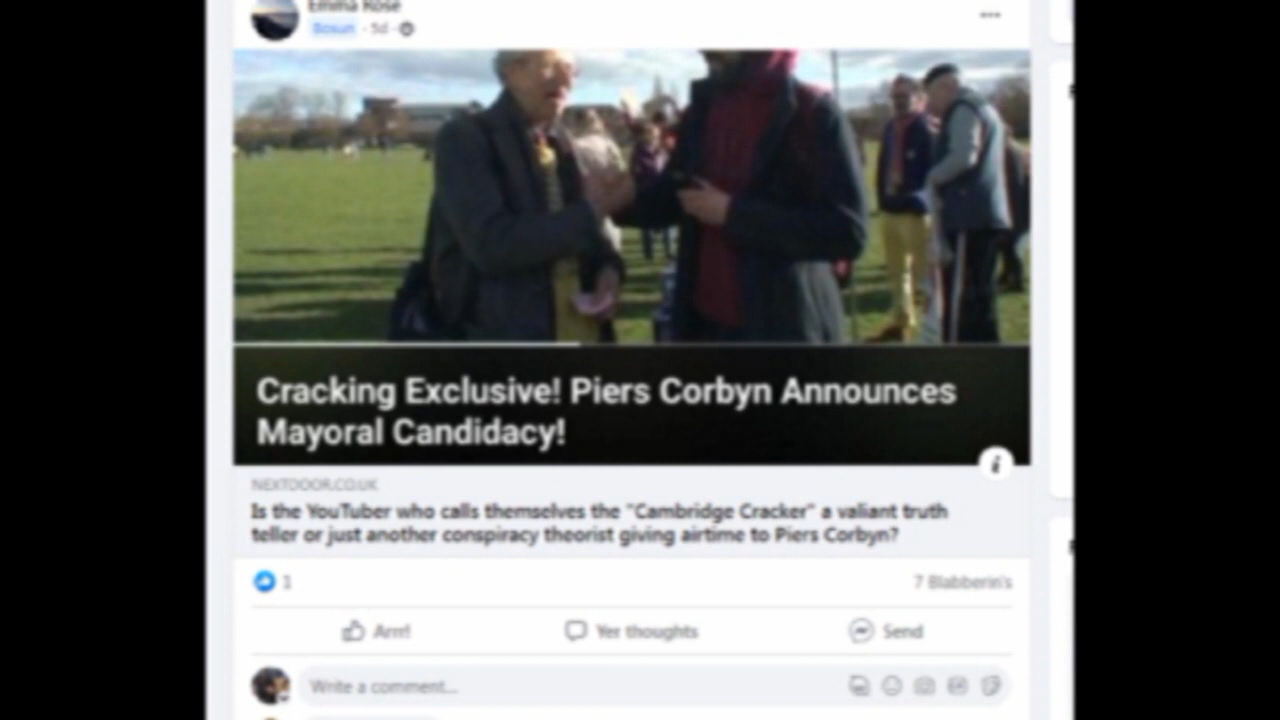 Emma Rose
Bosun · 5d ·
Cracking Exclusive! Piers Corbyn Announces
Mayoral Candidacy!
NEXTDOOR.CO.UK
Is the YouTuber who calls themselves the "Cambridge Cracker" a valiant truth
teller or just another conspiracy theorist giving airtime to Piers Corbyn?
1
7 Blabberin's
Arrr!
Yer thoughts
Send
Write a comment...